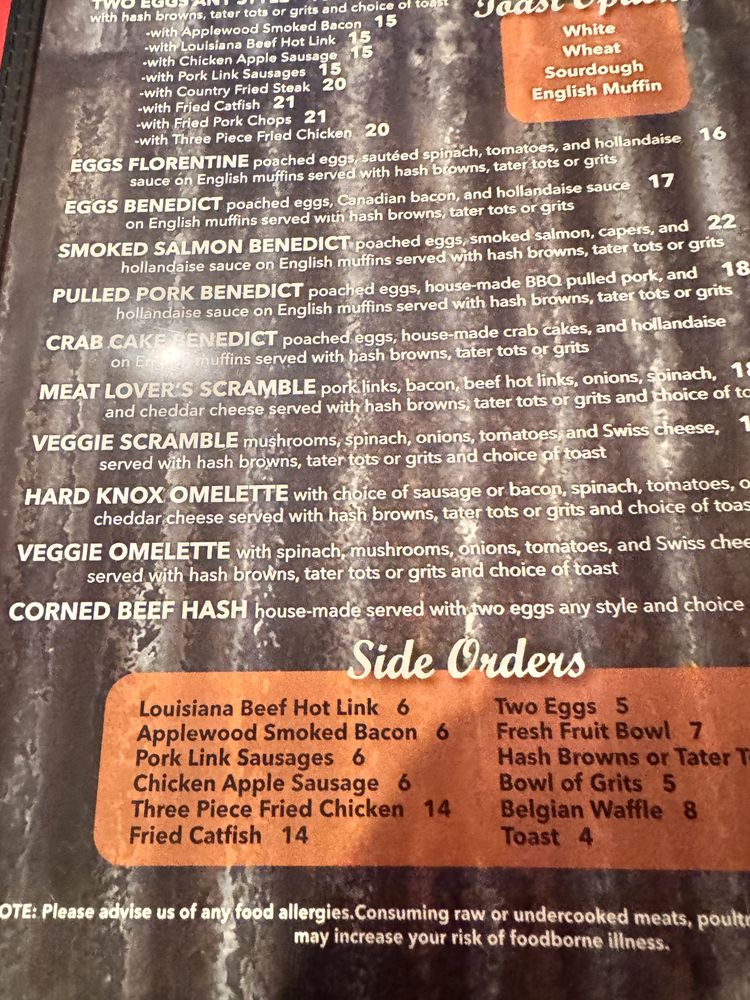 TWO EGGS ANY STYLE
with hash browns, tater tots or grits and choice of toast
-with Applewood Smoked Bacon 15
-with Louisiana Beef Hot Link 15
-with Chicken Apple Sausage 15
-with Pork Link Sausages 15
-with Country Fried Steak 20
-with Fried Catfish 21
-with Fried Pork Chops 21
-with Three Piece Fried Chicken 20
Toast Options
White
Wheat
Sourdough
English Muffin
EGGS FLORENTINE poached eggs, sautéed spinach, tomatoes, and hollandaise 16
sauce on English muffins served with hash browns, tater tots or grits
EGGS BENEDICT poached eggs, Canadian bacon, and hollandaise sauce 17
on English muffins served with hash browns, tater tots or grits
SMOKED SALMON BENEDICT poached eggs, smoked salmon, capers, and 22
hollandaise sauce on English muffins served with hash browns, tater tots or grits
PULLED PORK BENEDICT poached eggs, house-made BBQ pulled pork, and 18
hollandaise sauce on English muffins served with hash browns, tater tots or grits
CRAB CAKE BENEDICT poached eggs, house-made crab cakes, and hollandaise
on English muffins served with hash browns, tater tots or grits
MEAT LOVER'S SCRAMBLE pork links, bacon, beef hot links, onions, spinach, 18
and cheddar cheese served with hash browns, tater tots or grits and choice of to
VEGGIE SCRAMBLE mushrooms, spinach, onions, tomatoes, and Swiss cheese, 1
served with hash browns, tater tots or grits and choice of toast
HARD KNOX OMELETTE with choice of sausage or bacon, spinach, tomatoes, o
cheddar cheese served with hash browns, tater tots or grits and choice of toas
VEGGIE OMELETTE with spinach, mushrooms, onions, tomatoes, and Swiss chee
served with hash browns, tater tots or grits and choice of toast
CORNED BEEF HASH house-made served with two eggs any style and choice
Side Orders
Louisiana Beef Hot Link 6
Applewood Smoked Bacon 6
Pork Link Sausages 6
Chicken Apple Sausage 6
Three Piece Fried Chicken 14
Fried Catfish 14
Two Eggs 5
Fresh Fruit Bowl 7
Hash Browns or Tater T
Bowl of Grits 5
Belgian Waffle 8
Toast 4
OTE: Please advise us of any food allergies.Consuming raw or undercooked meats, poultr
may increase your risk of foodborne illness.